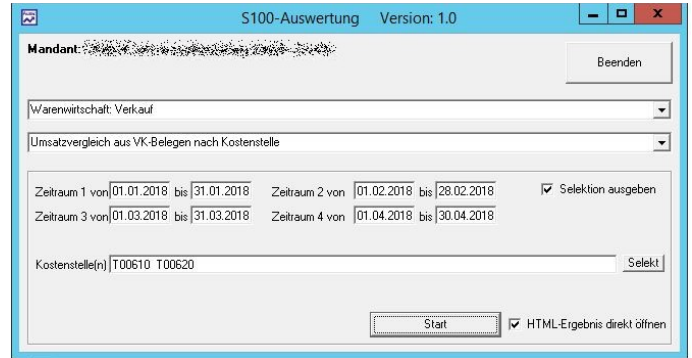 S100-Auswertung Version: 1.0
Mandant:
Beenden
Warenwirtschaft: Verkauf
Umsatzvergleich aus VK-Belegen nach Kostenstelle
Zeitraum 1 von 01.01.2018 bis 31.01.2018 Zeitraum 2 von 01.02.2018 bis 28.02.2018 Selektion ausgeben
Zeitraum 3 von 01.03.2018 bis 31.03.2018 Zeitraum 4 von 01.04.2018 bis 30.04.2018
Kostenstelle(n) T00610 T00620 Selekt
Start HTML-Ergebnis direkt öffnen